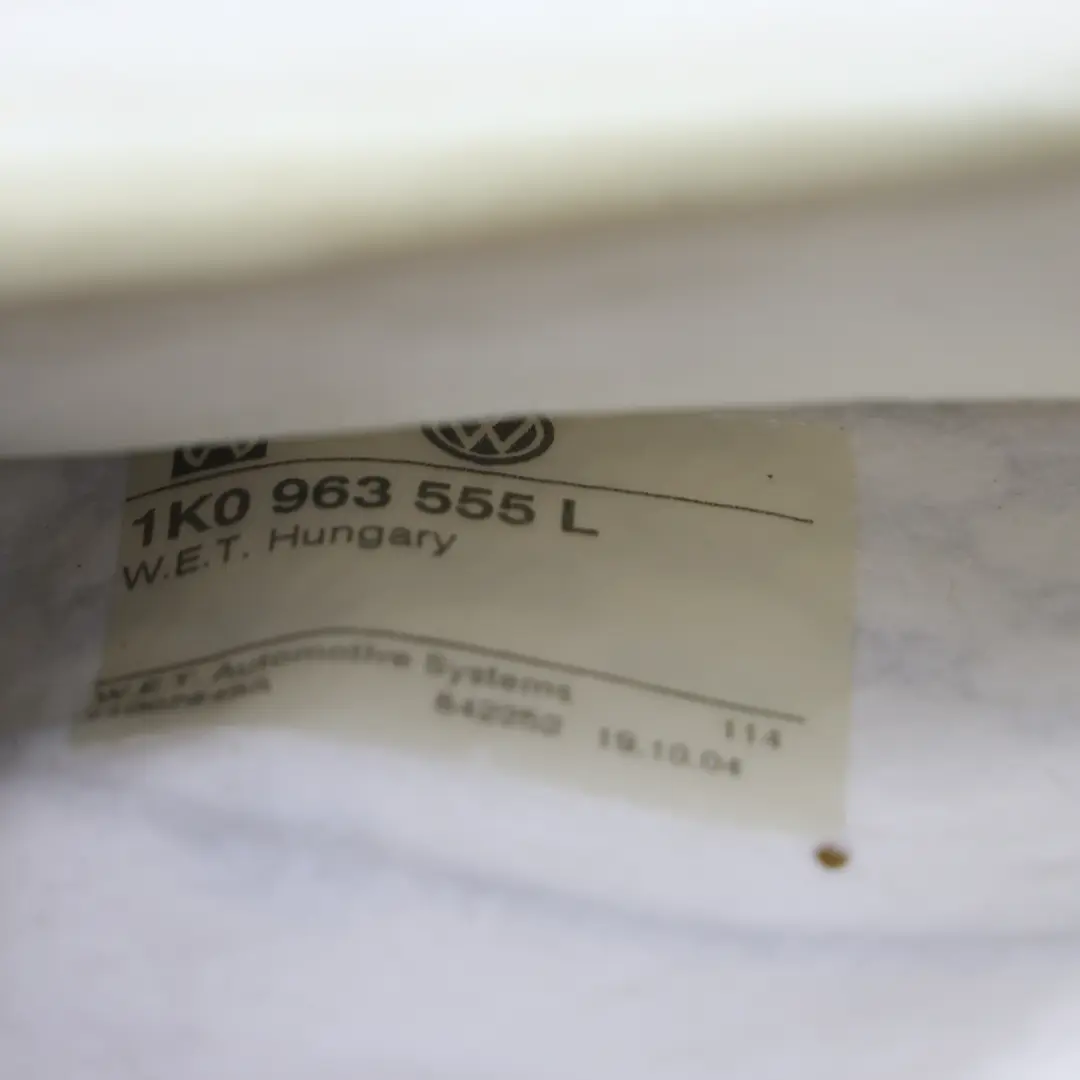 1K0 963 555 L
W.E.T. Hungary
W.E.T. Automotive Systems
114
19.10.04